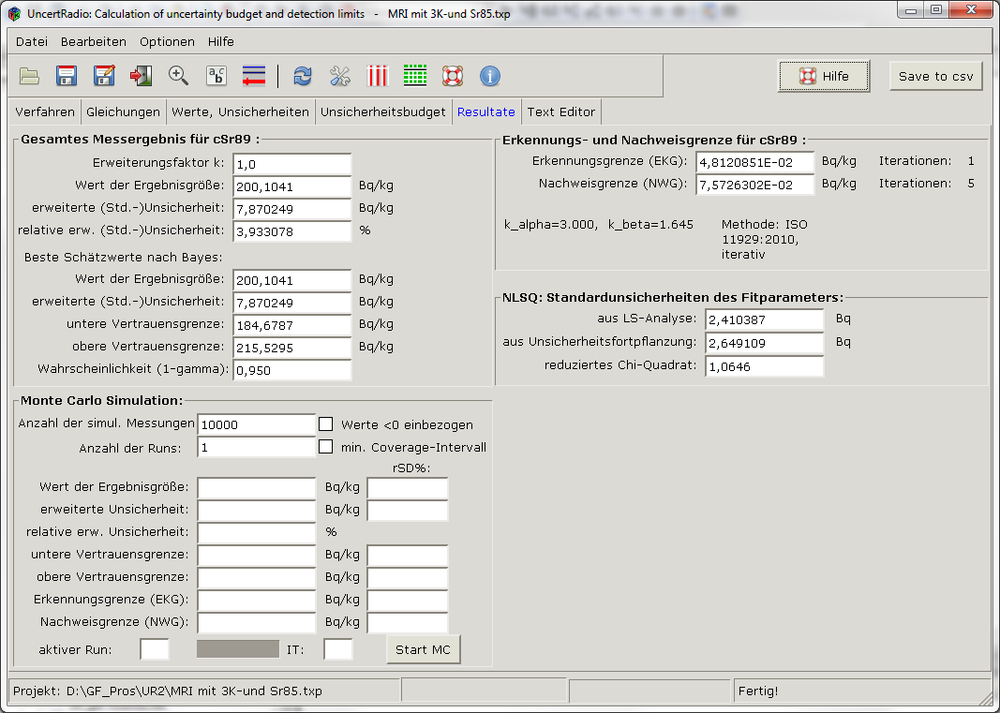 UncertRadio: Calculation of uncertainty budget and detection limits - MRI mit 3K-und Sr85.txp
Datei Bearbeiten Optionen Hilfe
a b c
Hilfe
Save to csv
Verfahren Gleichungen Werte, Unsicherheiten Unsicherheitsbudget Resultate Text Editor
Gesamtes Messergebnis für cSr89 :
Erweiterungsfaktor k: 1,0
Wert der Ergebnisgröße: 200,1041 Bq/kg
erweiterte (Std.-)Unsicherheit: 7,870249 Bq/kg
relative erw. (Std.-)Unsicherheit: 3,933078 %
Beste Schätzwerte nach Bayes:
Wert der Ergebnisgröße: 200,1041 Bq/kg
erweiterte (Std.-)Unsicherheit: 7,870249 Bq/kg
untere Vertrauensgrenze: 184,6787 Bq/kg
obere Vertrauensgrenze: 215,5295 Bq/kg
Wahrscheinlichkeit (1-gamma): 0,950
Erkennungs- und Nachweisgrenze für cSr89 :
Erkennungsgrenze (EKG): 4,8120851E-02 Bq/kg Iterationen: 1
Nachweisgrenze (NWG): 7,5726302E-02 Bq/kg Iterationen: 5
k_alpha=3.000, k_beta=1.645 Methode: ISO
11929:2010,
iterativ
NLSQ: Standardunsicherheiten des Fitparameters:
aus LS-Analyse: 2,410387 Bq
aus Unsicherheitsfortpflanzung: 2,649109 Bq
reduziertes Chi-Quadrat: 1,0646
Monte Carlo Simulation:
Anzahl der simul. Messungen 10000 Werte <0 einbezogen
Anzahl der Runs: 1 min. Coverage-Intervall
rSD%:
Wert der Ergebnisgröße: Bq/kg
erweiterte Unsicherheit: Bq/kg
relative erw. Unsicherheit: %
untere Vertrauensgrenze: Bq/kg
obere Vertrauensgrenze: Bq/kg
Erkennungsgrenze (EKG): Bq/kg
Nachweisgrenze (NWG): Bq/kg
aktiver Run: IT: Start MC
Projekt: D:\GF_Pros\UR2\MRI mit 3K-und Sr85.txp Fertig!